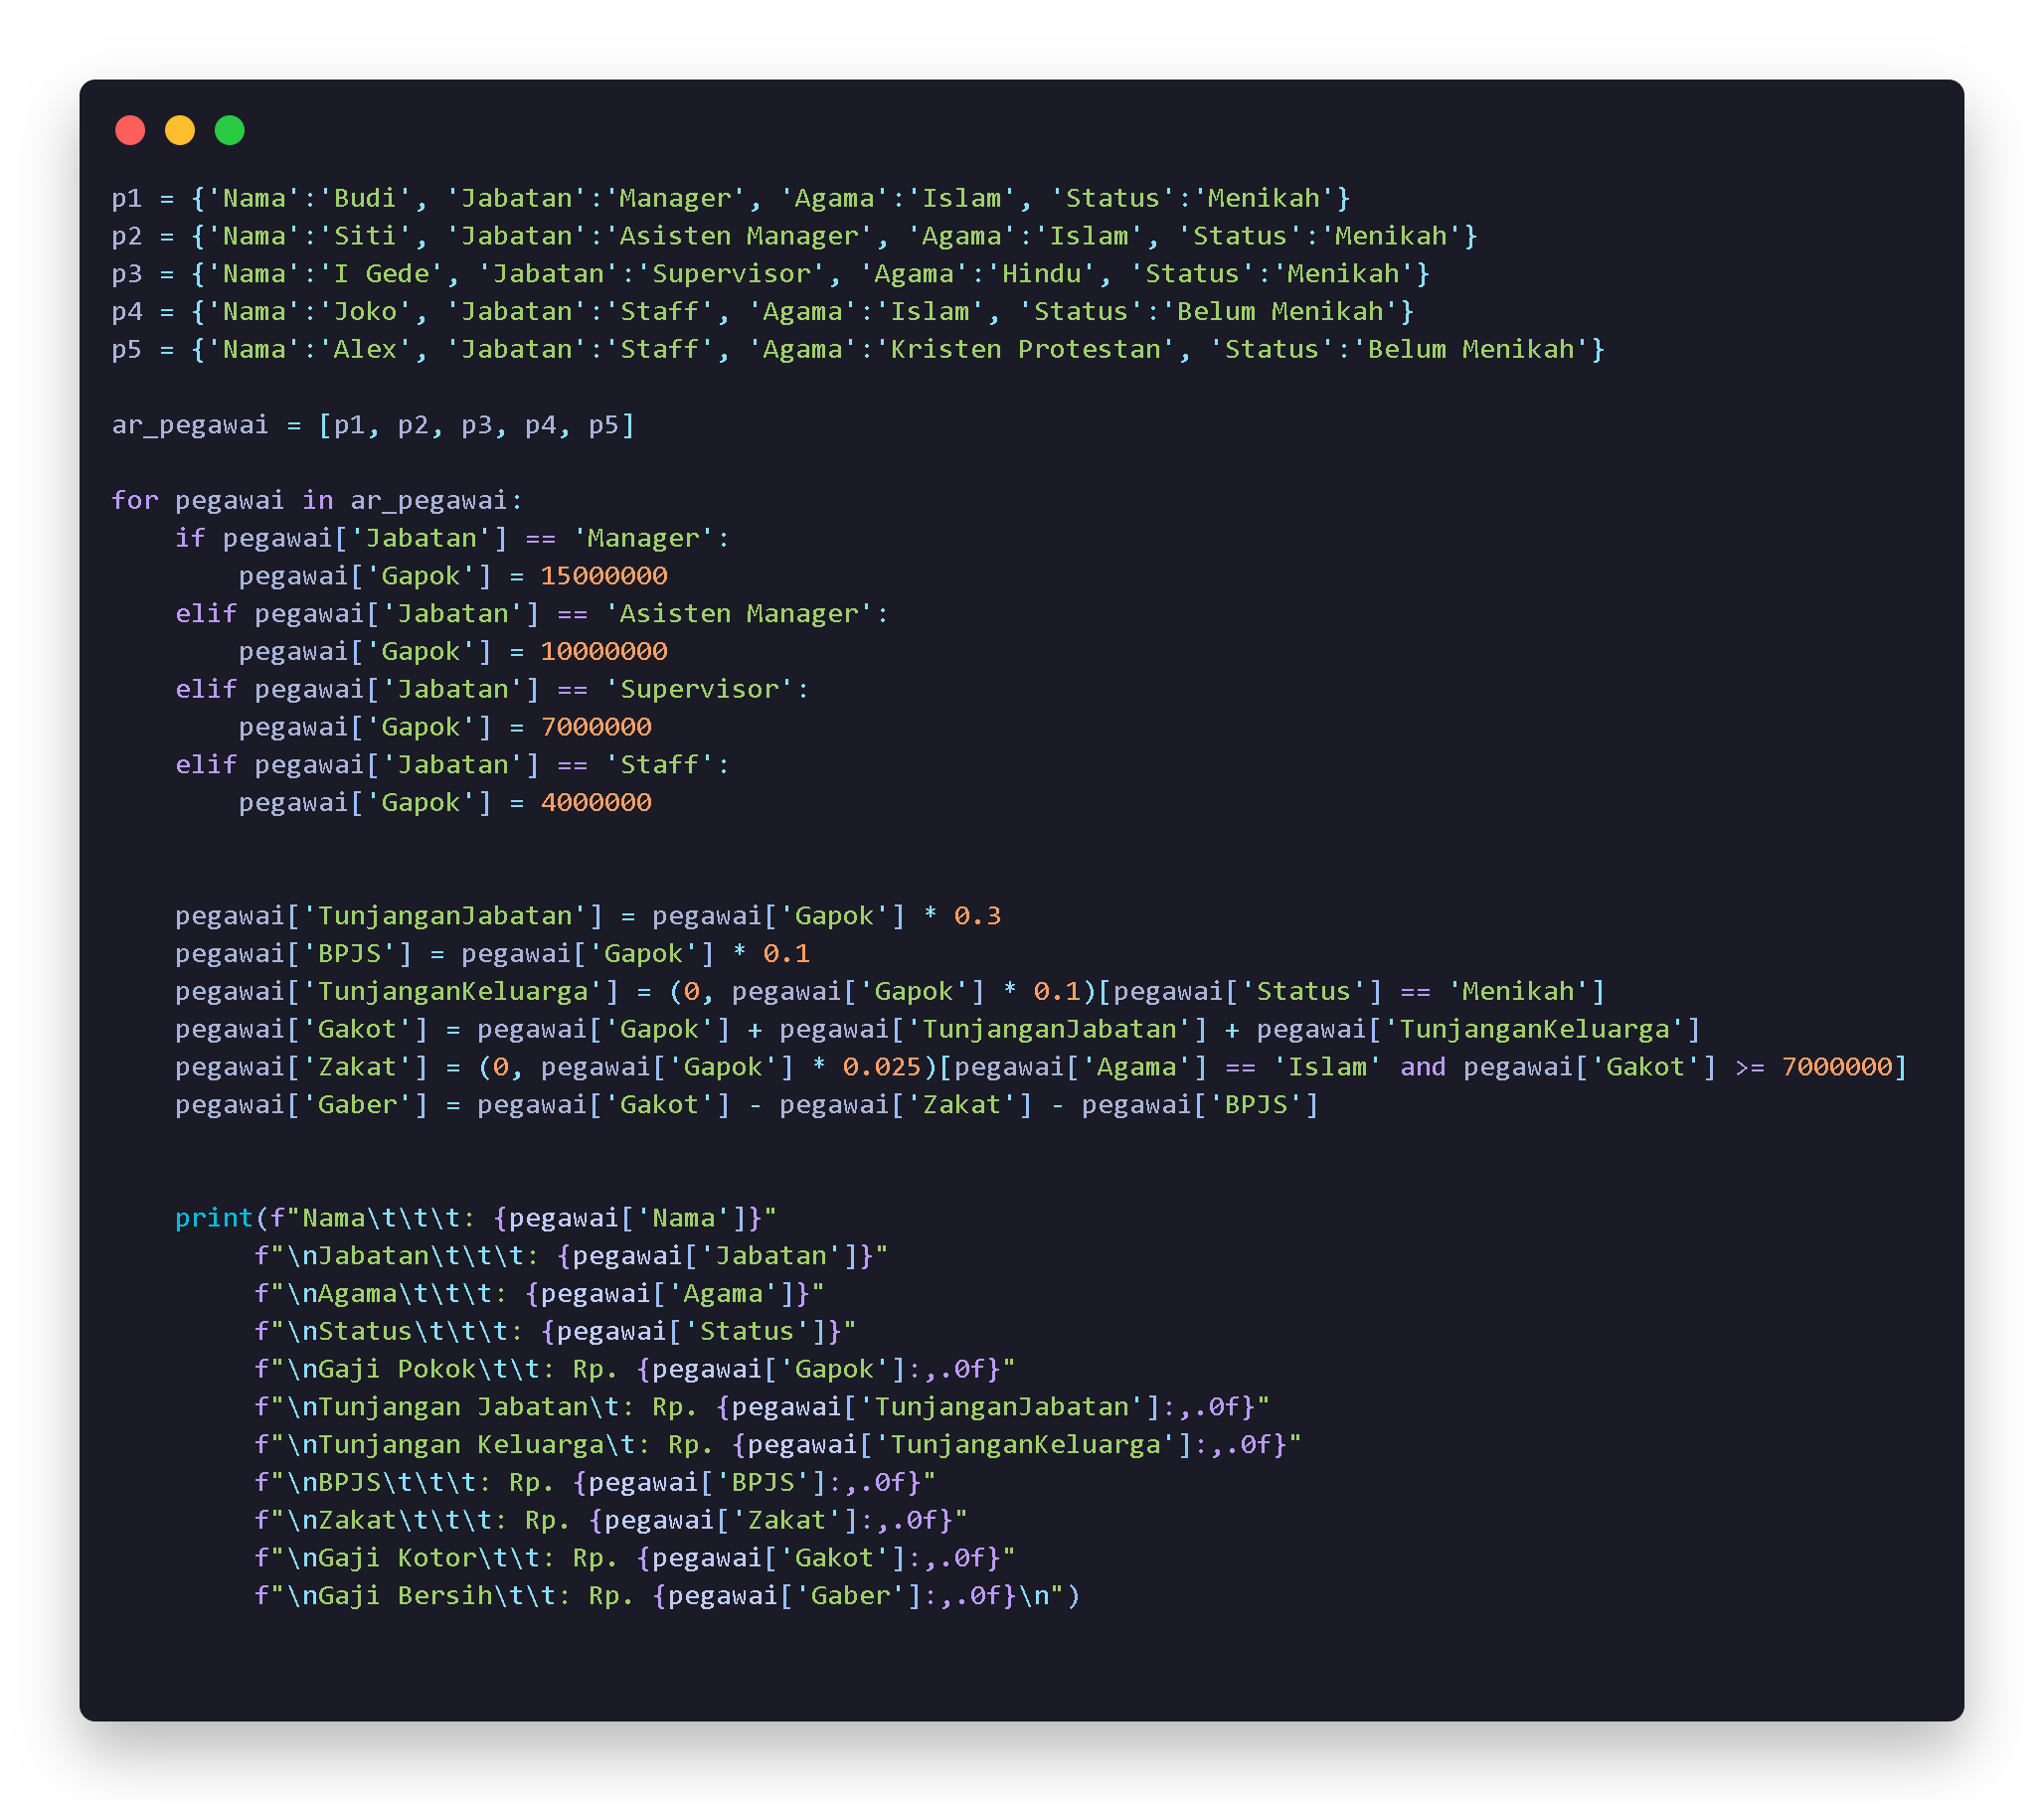 p1 = {'Nama':'Budi', 'Jabatan':'Manager', 'Agama':'Islam', 'Status':'Menikah'}
p2 = {'Nama':'Siti', 'Jabatan':'Asisten Manager', 'Agama':'Islam', 'Status':'Menikah'}
p3 = {'Nama':'I Gede', 'Jabatan':'Supervisor', 'Agama':'Hindu', 'Status':'Menikah'}
p4 = {'Nama':'Joko', 'Jabatan':'Staff', 'Agama':'Islam', 'Status':'Belum Menikah'}
p5 = {'Nama':'Alex', 'Jabatan':'Staff', 'Agama':'Kristen Protestan', 'Status':'Belum Menikah'}

ar_pegawai = [p1, p2, p3, p4, p5]

for pegawai in ar_pegawai:
    if pegawai['Jabatan'] == 'Manager':
        pegawai['Gapok'] = 15000000
    elif pegawai['Jabatan'] == 'Asisten Manager':
        pegawai['Gapok'] = 10000000
    elif pegawai['Jabatan'] == 'Supervisor':
        pegawai['Gapok'] = 7000000
    elif pegawai['Jabatan'] == 'Staff':
        pegawai['Gapok'] = 4000000

    pegawai['TunjanganJabatan'] = pegawai['Gapok'] * 0.3
    pegawai['BPJS'] = pegawai['Gapok'] * 0.1
    pegawai['TunjanganKeluarga'] = (0, pegawai['Gapok'] * 0.1)[pegawai['Status'] == 'Menikah']
    pegawai['Gakot'] = pegawai['Gapok'] + pegawai['TunjanganJabatan'] + pegawai['TunjanganKeluarga']
    pegawai['Zakat'] = (0, pegawai['Gapok'] * 0.025)[pegawai['Agama'] == 'Islam' and pegawai['Gakot'] >= 7000000]
    pegawai['Gaber'] = pegawai['Gakot'] - pegawai['Zakat'] - pegawai['BPJS']

    print(f"Nama\t\t\t: {pegawai['Nama']}"
         f"\nJabatan\t\t\t: {pegawai['Jabatan']}"
         f"\nAgama\t\t\t: {pegawai['Agama']}"
         f"\nStatus\t\t\t: {pegawai['Status']}"
         f"\nGaji Pokok\t\t: Rp. {pegawai['Gapok']:,.0f}"
         f"\nTunjangan Jabatan\t: Rp. {pegawai['TunjanganJabatan']:,.0f}"
         f"\nTunjangan Keluarga\t: Rp. {pegawai['TunjanganKeluarga']:,.0f}"
         f"\nBPJS\t\t\t: Rp. {pegawai['BPJS']:,.0f}"
         f"\nZakat\t\t\t: Rp. {pegawai['Zakat']:,.0f}"
         f"\nGaji Kotor\t\t: Rp. {pegawai['Gakot']:,.0f}"
         f"\nGaji Bersih\t\t: Rp. {pegawai['Gaber']:,.0f}\n")